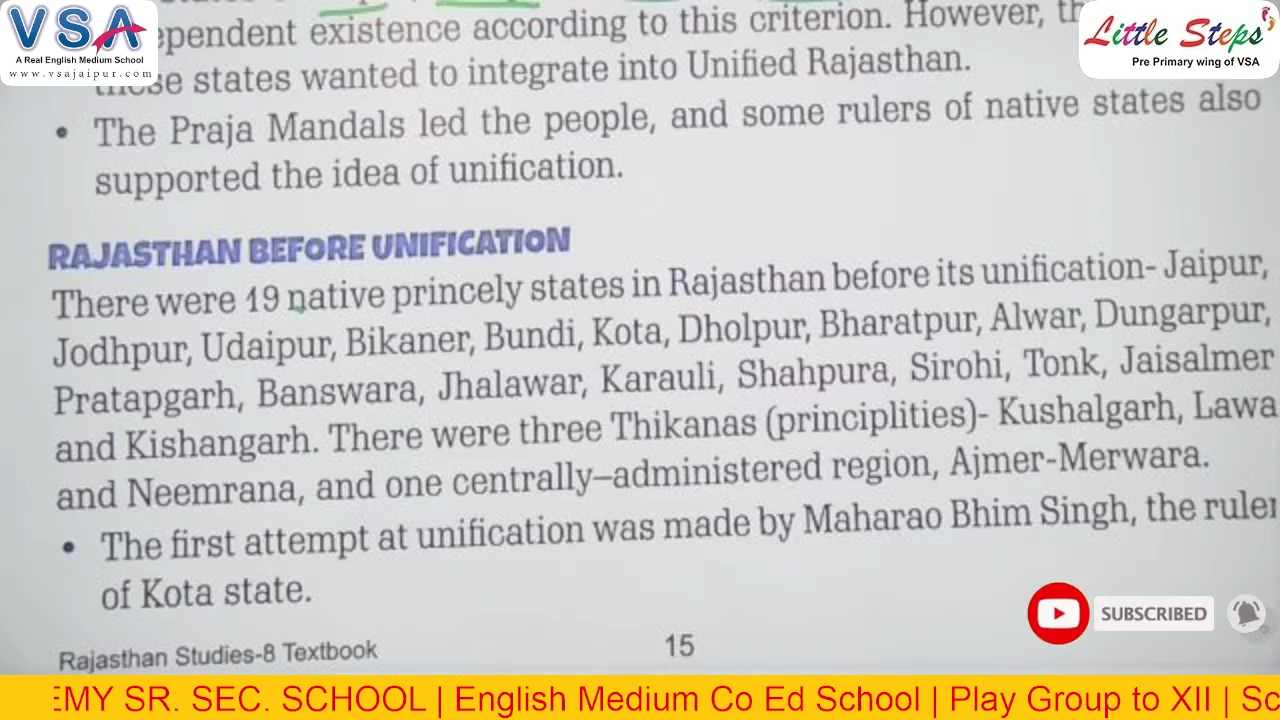 VSA
A Real English Medium School
www.vsajaipur.com
Little Steps
Pre Primary wing of VSA
ependent existence according to this criterion. However, th
those states wanted to integrate into Unified Rajasthan.
• The Praja Mandals led the people, and some rulers of native states also
supported the idea of unification.
RAJASTHAN BEFORE UNIFICATION
There were 19 native princely states in Rajasthan before its unification- Jaipur,
Jodhpur, Udaipur, Bikaner, Bundi, Kota, Dholpur, Bharatpur, Alwar, Dungarpur,
Pratapgarh, Banswara, Jhalawar, Karauli, Shahpura, Sirohi, Tonk, Jaisalmer
and Kishangarh. There were three Thikanas (principlities)- Kushalgarh, Lawa
and Neemrana, and one centrally–administered region, Ajmer-Merwara.
• The first attempt at unification was made by Maharao Bhim Singh, the ruler
of Kota state.
SUBSCRIBED
Rajasthan Studies-8 Textbook 15
EMY SR. SEC. SCHOOL | English Medium Co Ed School | Play Group to XII | Sc